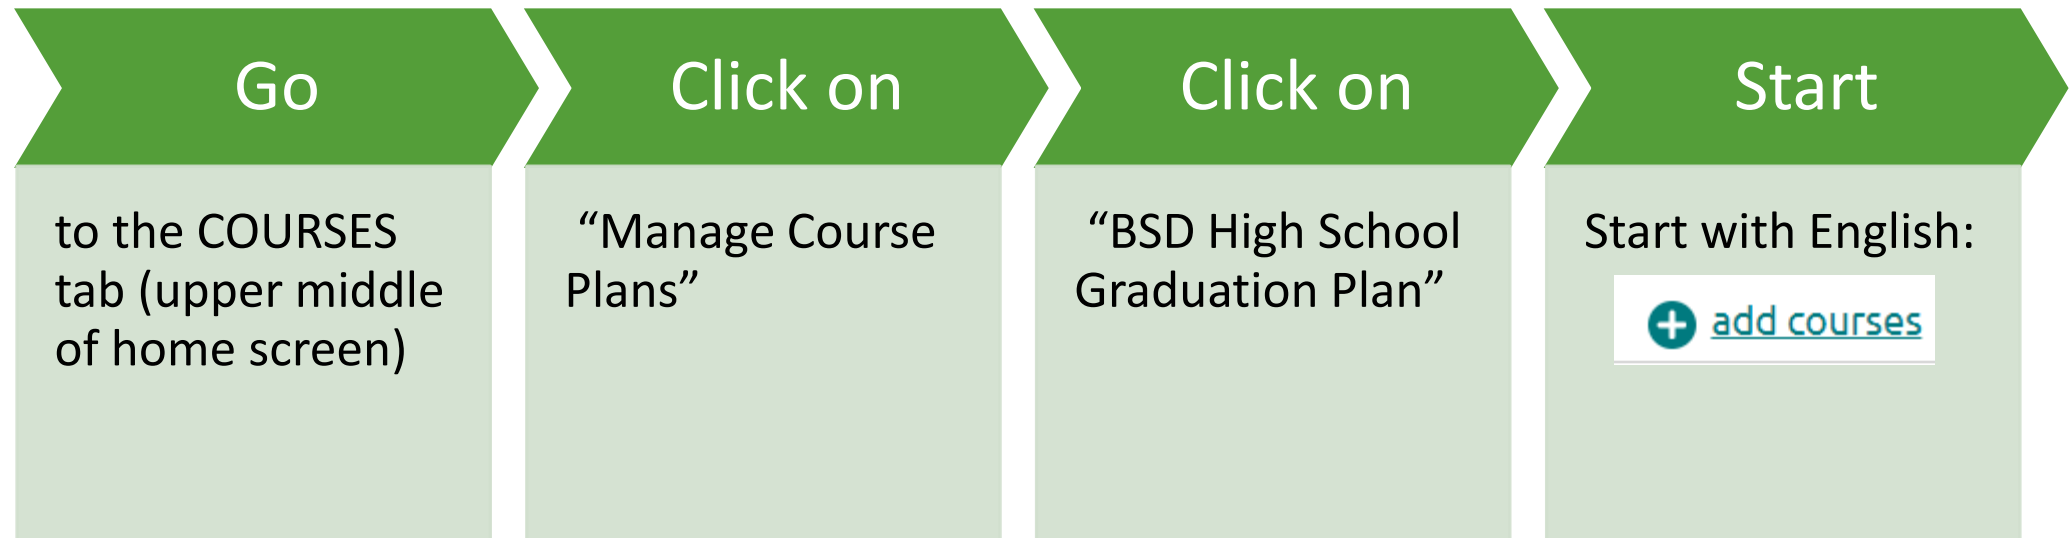 Go
to the COURSES
tab (upper middle
of home screen)
Click on
“Manage Course
Plans”
Click on
“BSD High School
Graduation Plan”
Start
Start with English:
add courses